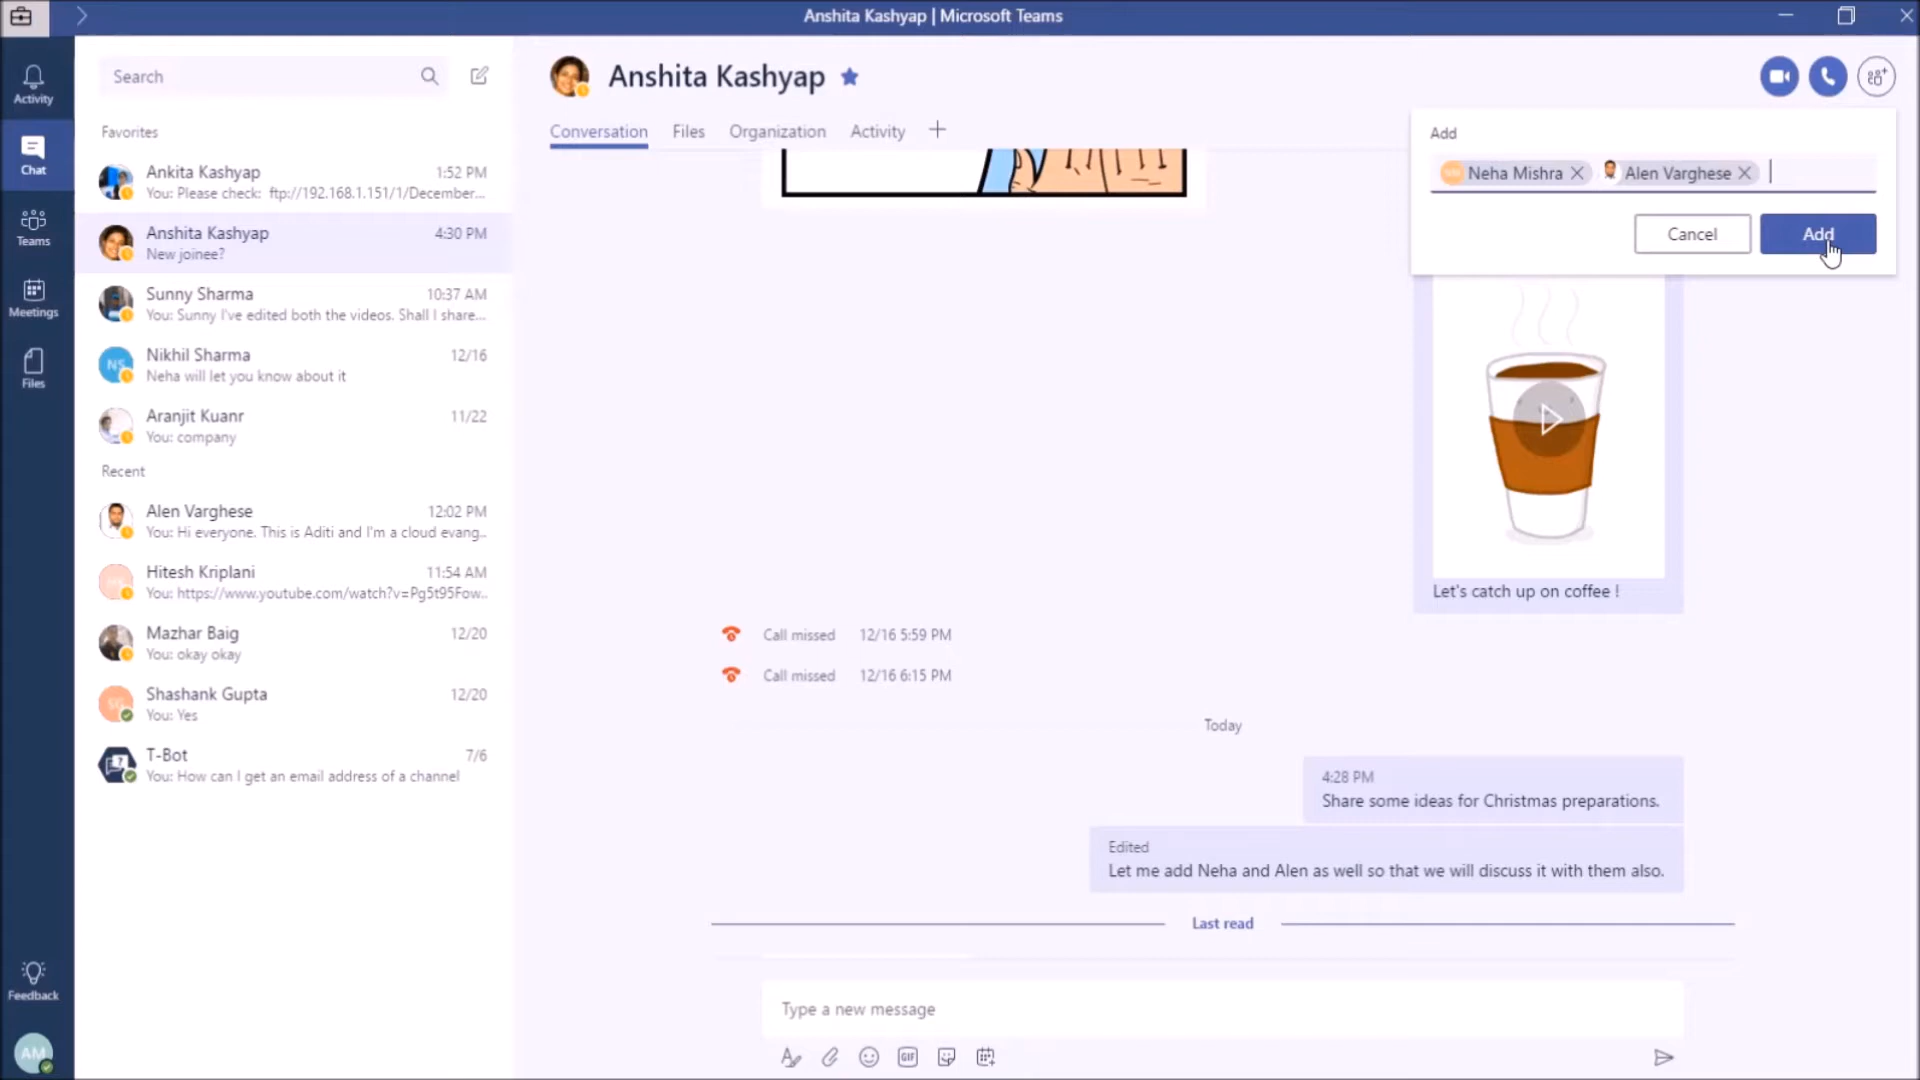 Anshita Kashyap | Microsoft Teams
Activity
Chat
Teams
Meetings
Files
Feedback
AM
Search
Favorites
Ankita Kashyap 1:52 PM
You: Please check: ftp://192.168.1.151/1/December...
Anshita Kashyap 4:30 PM
New joinee?
Sunny Sharma 10:37 AM
You: Sunny I've edited both the videos. Shall I share...
NS
Nikhil Sharma 12/16
Neha will let you know about it
Aranjit Kuanr 11/22
You: company
Recent
Alen Varghese 12:02 PM
You: Hi everyone. This is Aditi and I'm a cloud evang..
Hitesh Kriplani 11:54 AM
You: https://www.youtube.com/watch?v=Pg5t95Fow..
Mazhar Baig 12/20
You: okay okay
SG
Shashank Gupta 12/20
You: Yes
T-Bot 7/6
You: How can I get an email address of a channel
Anshita Kashyap
Conversation Files Organization Activity
Add
Neha Mishra Alen Varghese
Cancel Add
Let's catch up on coffee !
Call missed 12/16 5:59 PM
Call missed 12/16 6:15 PM
Today
4:28 PM
Share some ideas for Christmas preparations.
Edited
Let me add Neha and Alen as well so that we will discuss it with them also.
Last read
Type a new message
GIF